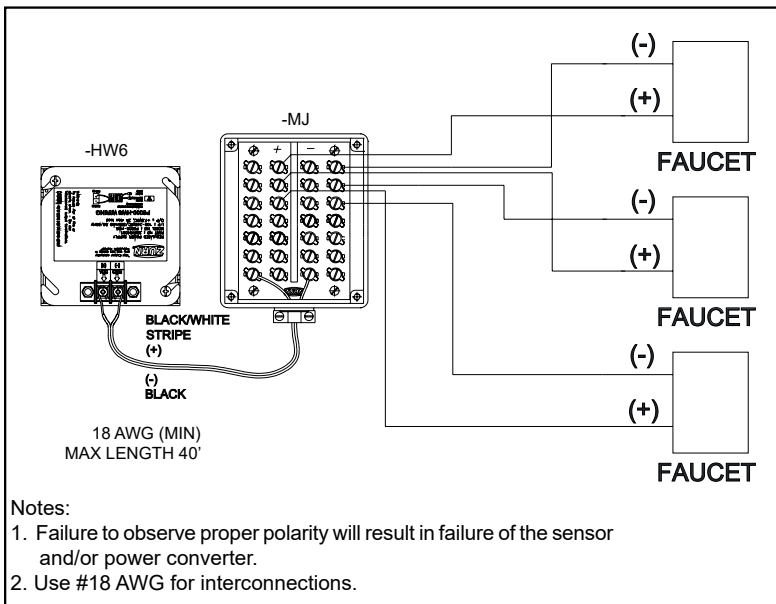 (-)
(+)
FAUCET
-MJ
-HW6
+ −
ZURN
(-)
(+)
FAUCET
BLACK/WHITE
STRIPE
(+)
(-)
BLACK
(-)
(+)
FAUCET
18 AWG (MIN)
MAX LENGTH 40'
Notes:
1. Failure to observe proper polarity will result in failure of the sensor
and/or power converter.
2. Use #18 AWG for interconnections.